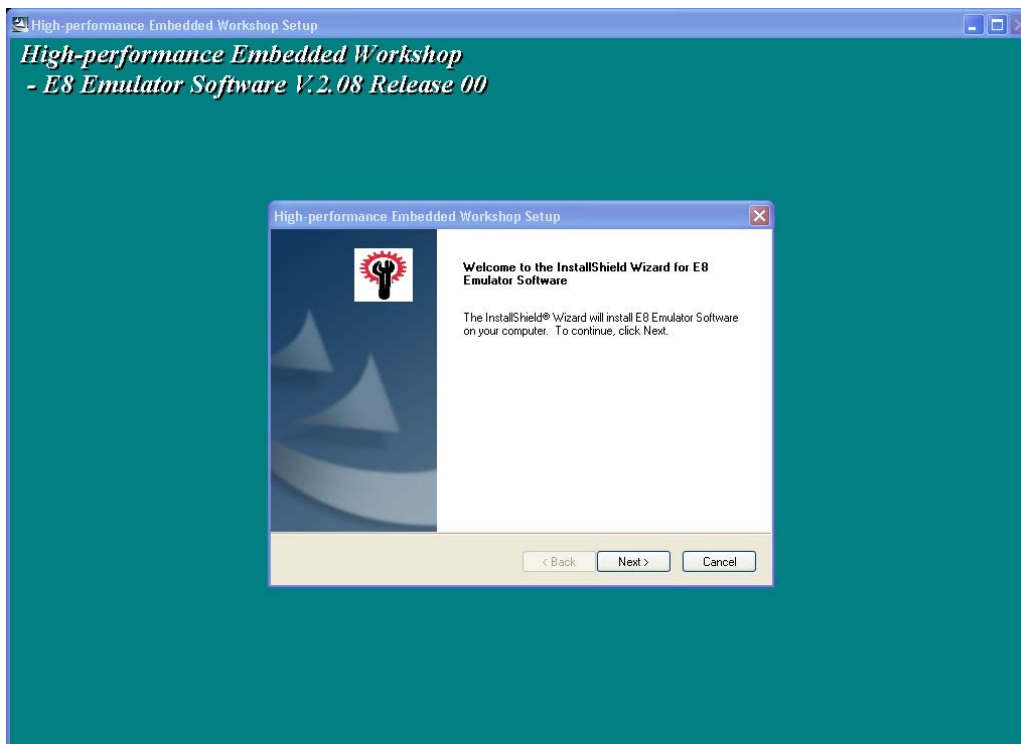 High-performance Embedded Workshop Setup
High-performance Embedded Workshop
- E8 Emulator Software V.2.08 Release 00
High-performance Embedded Workshop Setup
Welcome to the InstallShield Wizard for E8
Emulator Software
The InstallShield® Wizard will install E8 Emulator Software
on your computer. To continue, click Next.
< Back
Next >
Cancel